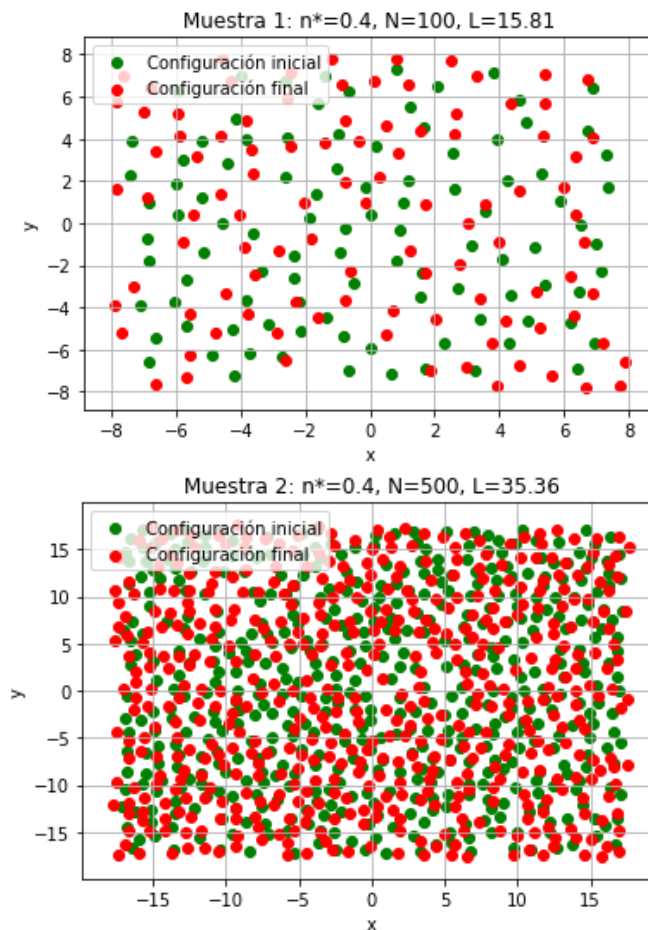 Muestra 1: n*=0.4, N=100, L=15.81
Configuración inicial
Configuración final
8
6
4
2
0
−2
−4
−6
−8
y
−8 −6 −4 −2 0 2 4 6 8
x
Muestra 2: n*=0.4, N=500, L=35.36
Configuración inicial
Configuración final
15
10
5
0
−5
−10
−15
y
−15 −10 −5 0 5 10 15
x